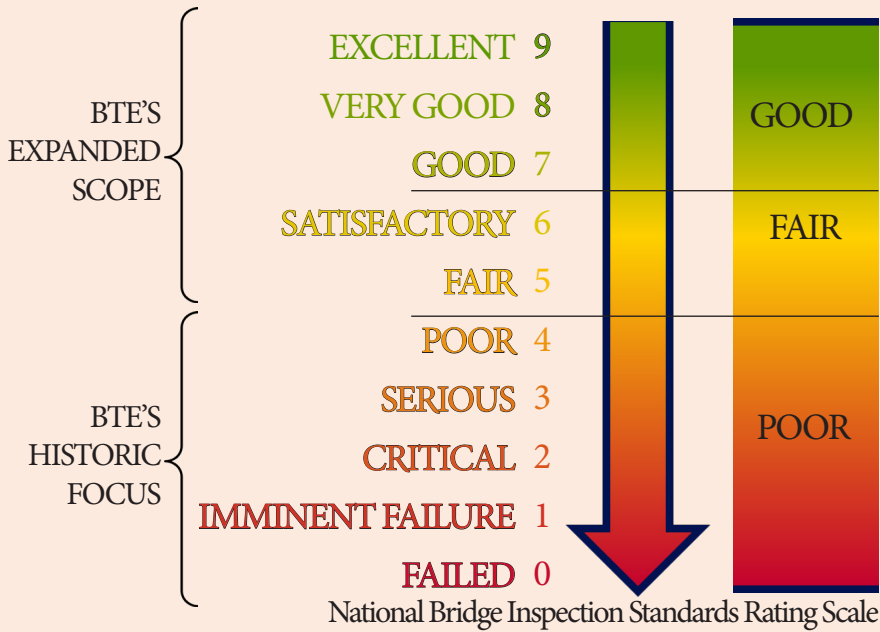 BTE'S
EXPANDED
SCOPE
EXCELLENT 9
VERY GOOD 8
GOOD 7
SATISFACTORY 6
FAIR 5
GOOD
FAIR
BTE'S
HISTORIC
FOCUS
POOR 4
SERIOUS 3
CRITICAL 2
IMMINENT FAILURE 1
FAILED 0
POOR
National Bridge Inspection Standards Rating Scale